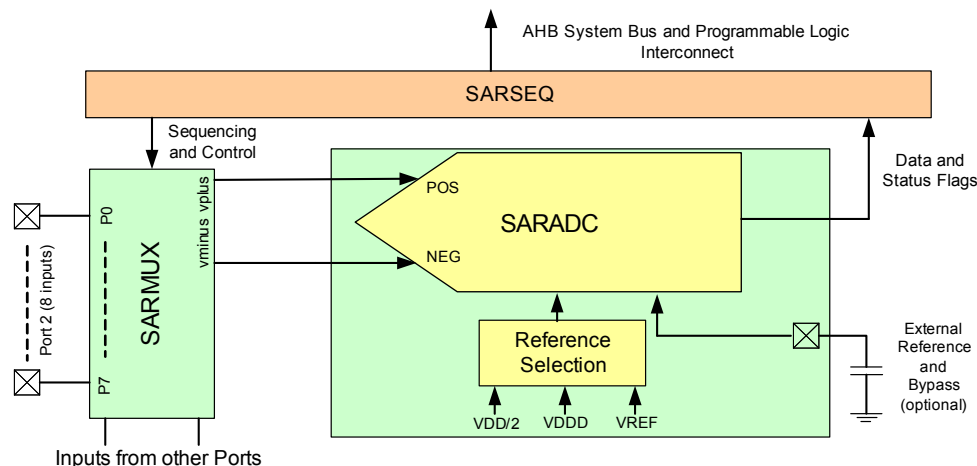 AHB System Bus and Programmable Logic
Interconnect
SARSEQ
Sequencing
and Control
Data and
Status Flags
vminus vplus
POS
P0
SARADC
SARMUX
NEG
Port 2 (8 inputs)
Reference
Selection
External
Reference
and
Bypass
(optional)
P7
VDD/2
VDDD
VREF
Inputs from other Ports